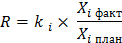 R = k i × X i факт / X i план